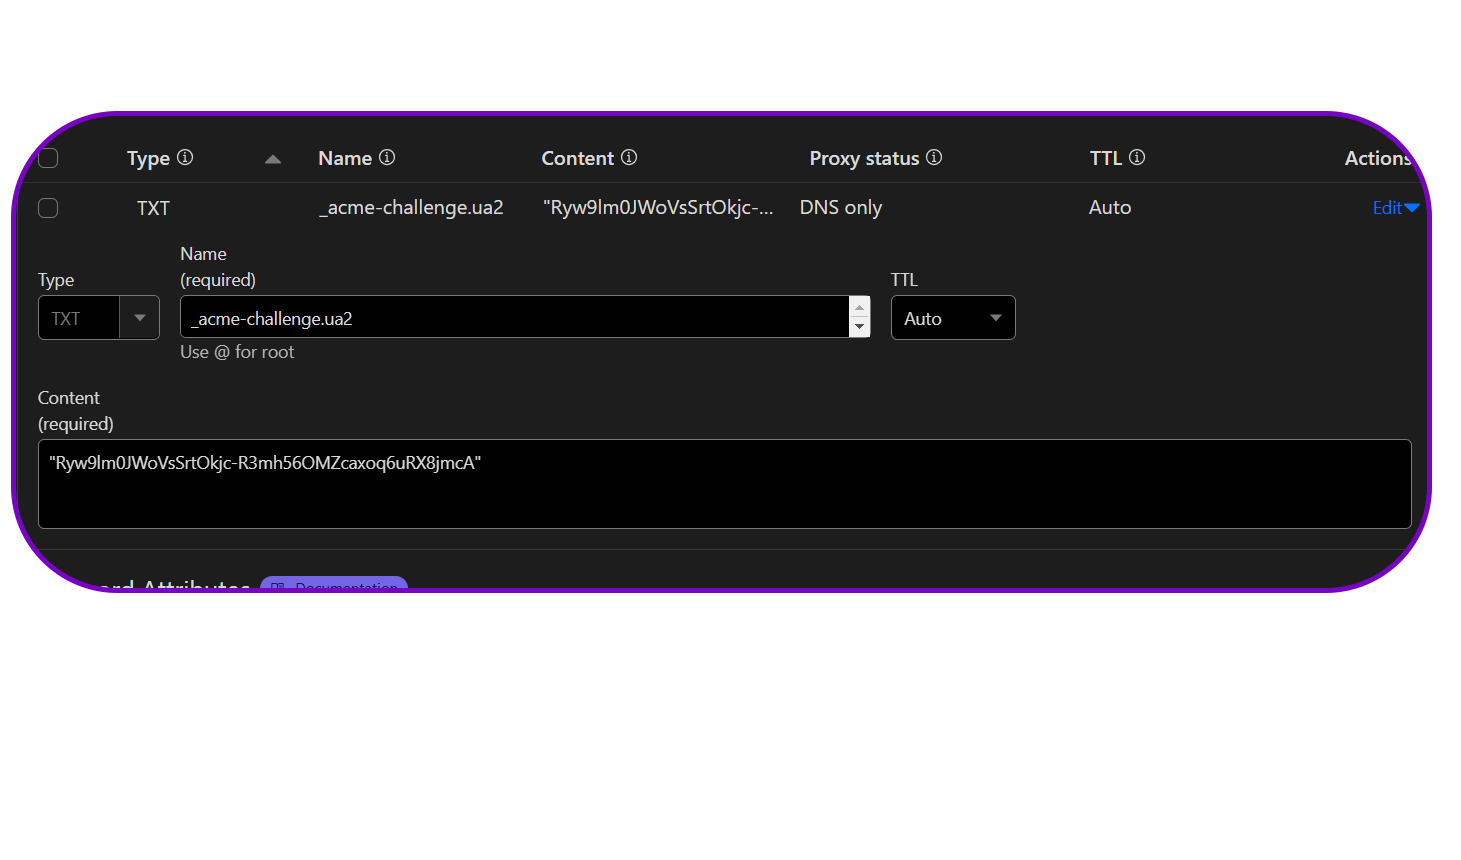 Type Name Content Proxy status TTL Actions
TXT _acme-challenge.ua2 "Ryw9lm0JWoVsSrtOkjc-... DNS only Auto Edit
Name
Type (required) TTL
TXT _acme-challenge.ua2 Auto
Use @ for root
Content
(required)
"Ryw9lm0JWoVsSrtOkjc-R3mh56OMZcaxoq6uRX8jmcA"
Attributes Documentation